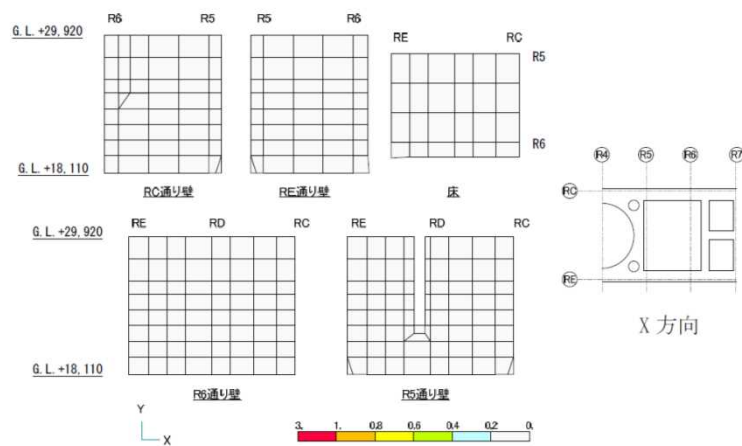 R6 R5 R5 R6
G.L.+29,920
RE RC
R5
R6
G.L.+18,110
RC通り壁 RE通り壁 床
R4 R5 R6 R7
RC
RE
X 方向
RE RD RC RE RD RC
G.L.+29,920
G.L.+18,110
R6通り壁 R5通り壁
Y
X
3. 1. 0.8 0.6 0.4 0.2 0.